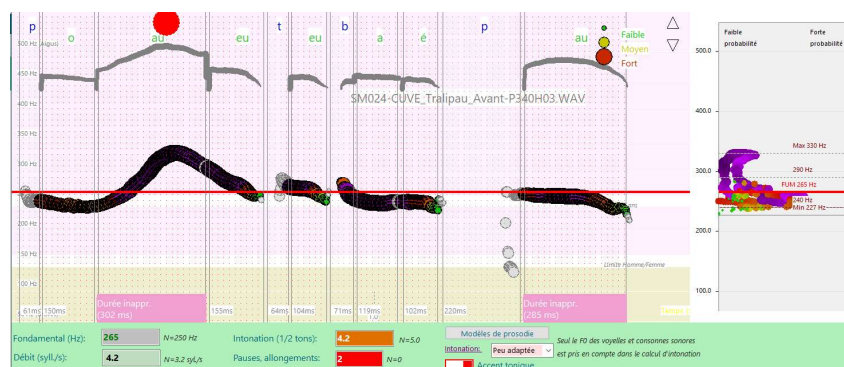 p t b p
o au eu eu a é au
Faible
Moyen
Fort
500 Hz (Aigus)
450 Hz
400 Hz
350 Hz
300 Hz
250 Hz
200 Hz
150 Hz
100 Hz
SM024-CUVE_Tralipau_Avant-P340H03.WAV
Limite Homme/Femme
Durée inappr.
(302 ms)
Durée inappr.
(285 ms)
61ms 150ms 155ms 64ms 104ms 71ms 119ms 102ms 220ms
1,0
Faible
probabilité
Forte
probabilité
500.0
400.0
300.0
200.0
100.0
Max 330 Hz
290 Hz
FUM 265 Hz
240 Hz
Min 227 Hz
Fondamental (Hz): 265 N=250 Hz
Intonation (1/2 tons): 4.2 N=5.0
Débit (syll./s): 4.2 N=3.2 syL/s
Pauses, allongements: 2 N=0
Modèles de prosodie
Intonation: Peu adaptée
Seul le F0 des voyelles et consonnes sonores
est pris en compte dans le calcul d'intonation
Accent tonique